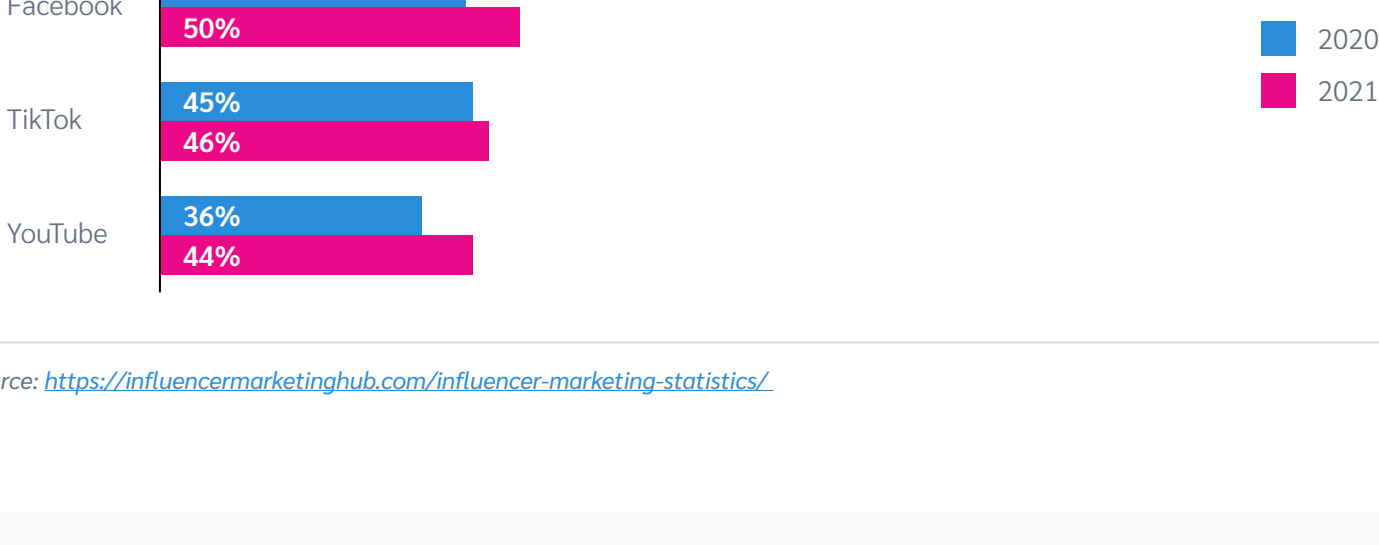 Facebook
50%
2020
2021
TikTok
45%
46%
YouTube
36%
44%
rce: https://influencermarketinghub.com/influencer-marketing-statistics/